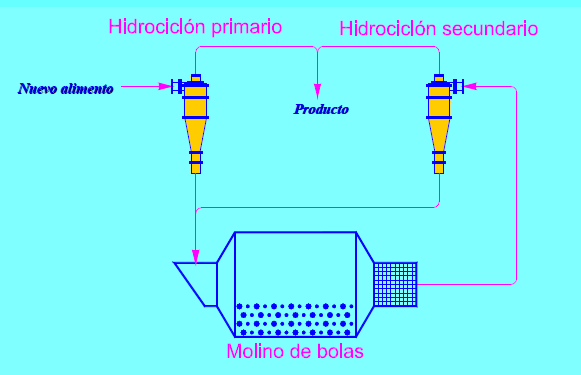 Hidrociclón primario
Hidrociclón secundario
Nuevo alimento
Producto
Molino de bolas